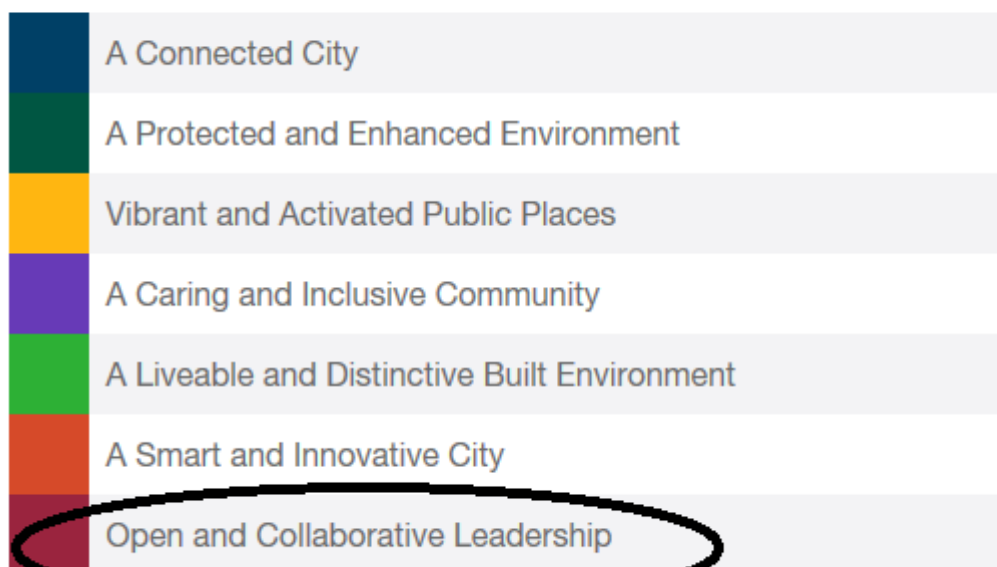 A Connected City
A Protected and Enhanced Environment
Vibrant and Activated Public Places
A Caring and Inclusive Community
A Liveable and Distinctive Built Environment
A Smart and Innovative City
Open and Collaborative Leadership